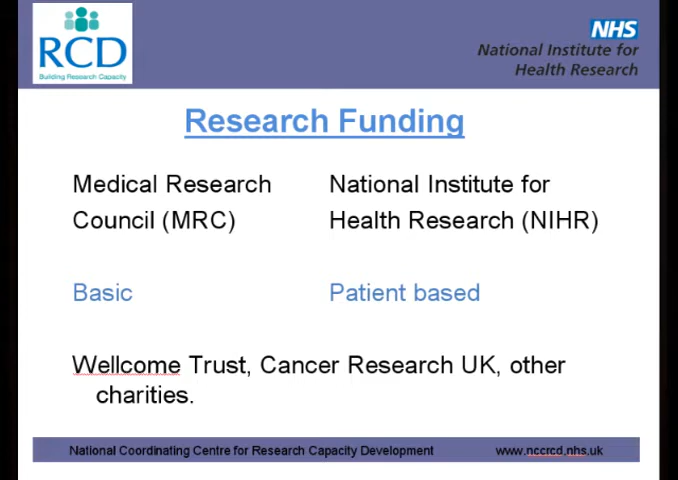 RCD
Building Research Capacity
NHS
National Institute for
Health Research
Research Funding
Medical Research
Council (MRC)
National Institute for
Health Research (NIHR)
Basic
Patient based
Wellcome Trust, Cancer Research UK, other
charities.
National Coordinating Centre for Research Capacity Development
www.nccrcd.nhs.uk